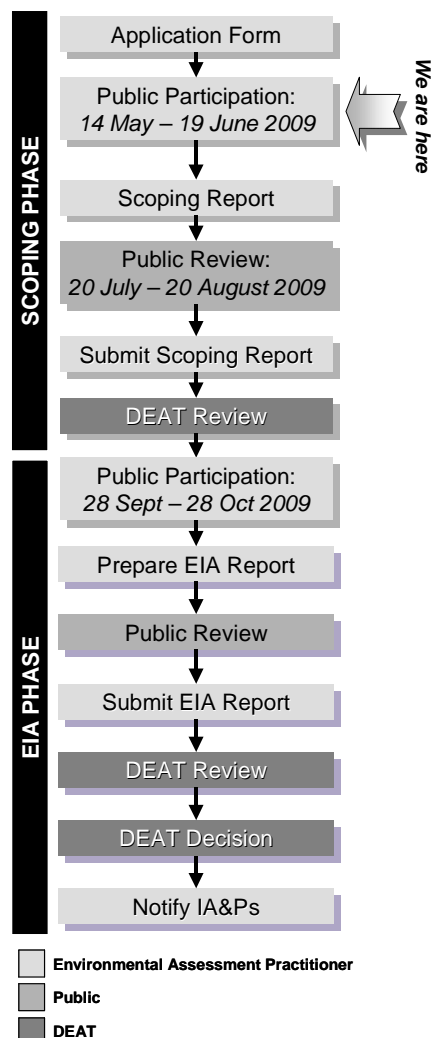 SCOPING PHASE
Application Form
Public Participation:
14 May – 19 June 2009
We are here
Scoping Report
Public Review:
20 July – 20 August 2009
Submit Scoping Report
DEAT Review
EIA PHASE
Public Participation:
28 Sept – 28 Oct 2009
Prepare EIA Report
Public Review
Submit EIA Report
DEAT Review
DEAT Decision
Notify IA&Ps
Environmental Assessment Practitioner
Public
DEAT